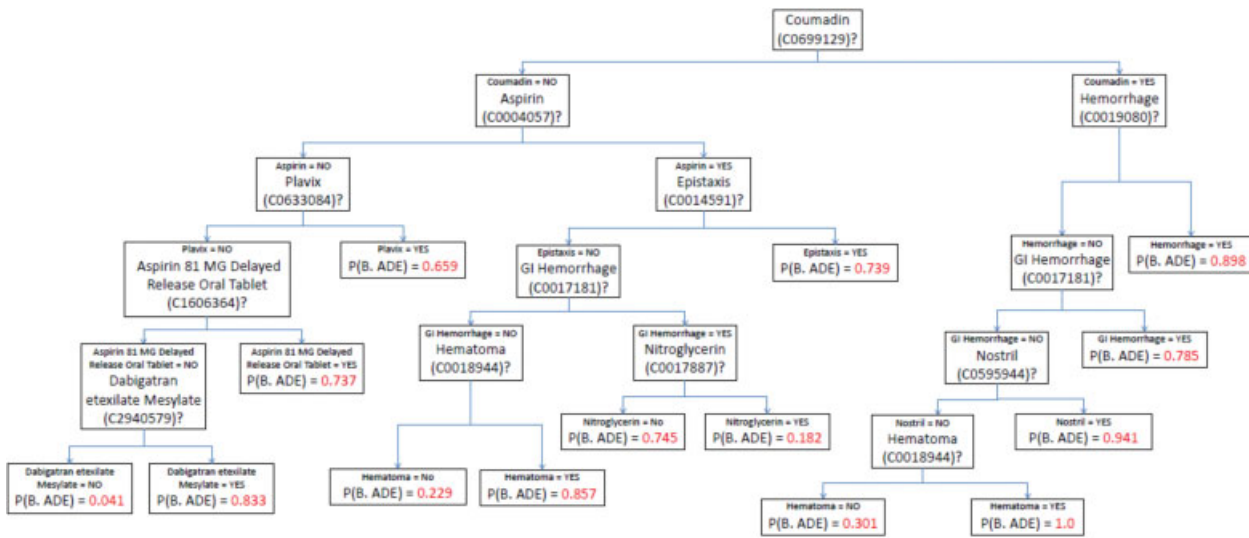 Coumadin
(C0699129)?
Coumadin = NO
Aspirin
(C0004057)?
Coumadin = YES
Hemorrhage
(C0019080)?
Aspirin = NO
Plavix
(C0633084)?
Aspirin = YES
Epistaxis
(C0014591)?
Plavix = NO
Aspirin 81 MG Delayed
Release Oral Tablet
(C1606364)?
Plavix = YES
P(B. ADE) = 0.659
Epistaxis = NO
GI Hemorrhage
(C0017181)?
Epistaxis = YES
P(B. ADE) = 0.739
Hemorrhage = NO
GI Hemorrhage
(C0017181)?
Hemorrhage = YES
P(B. ADE) = 0.898
Aspirin 81 MG Delayed
Release Oral Tablet = NO
Dabigatran
etexilate Mesylate
(C2940579)?
Aspirin 81 MG Delayed
Release Oral Tablet = YES
P(B. ADE) = 0.737
GI Hemorrhage = NO
Hematoma
(C0018944)?
GI Hemorrhage = YES
Nitroglycerin
(C0017887)?
GI Hemorrhage = NO
Nostril
(C0595944)?
GI Hemorrhage = YES
P(B. ADE) = 0.785
Nitroglycerin = No
P(B. ADE) = 0.745
Nitroglycerin = YES
P(B. ADE) = 0.182
Nostril = NO
Hematoma
(C0018944)?
Nostril = YES
P(B. ADE) = 0.941
Dabigatran etexilate
Mesylate = NO
P(B. ADE) = 0.041
Dabigatran etexilate
Mesylate = YES
P(B. ADE) = 0.833
Hematoma = No
P(B. ADE) = 0.229
Hematoma = YES
P(B. ADE) = 0.857
Hematoma = NO
P(B. ADE) = 0.301
Hematoma = YES
P(B. ADE) = 1.0